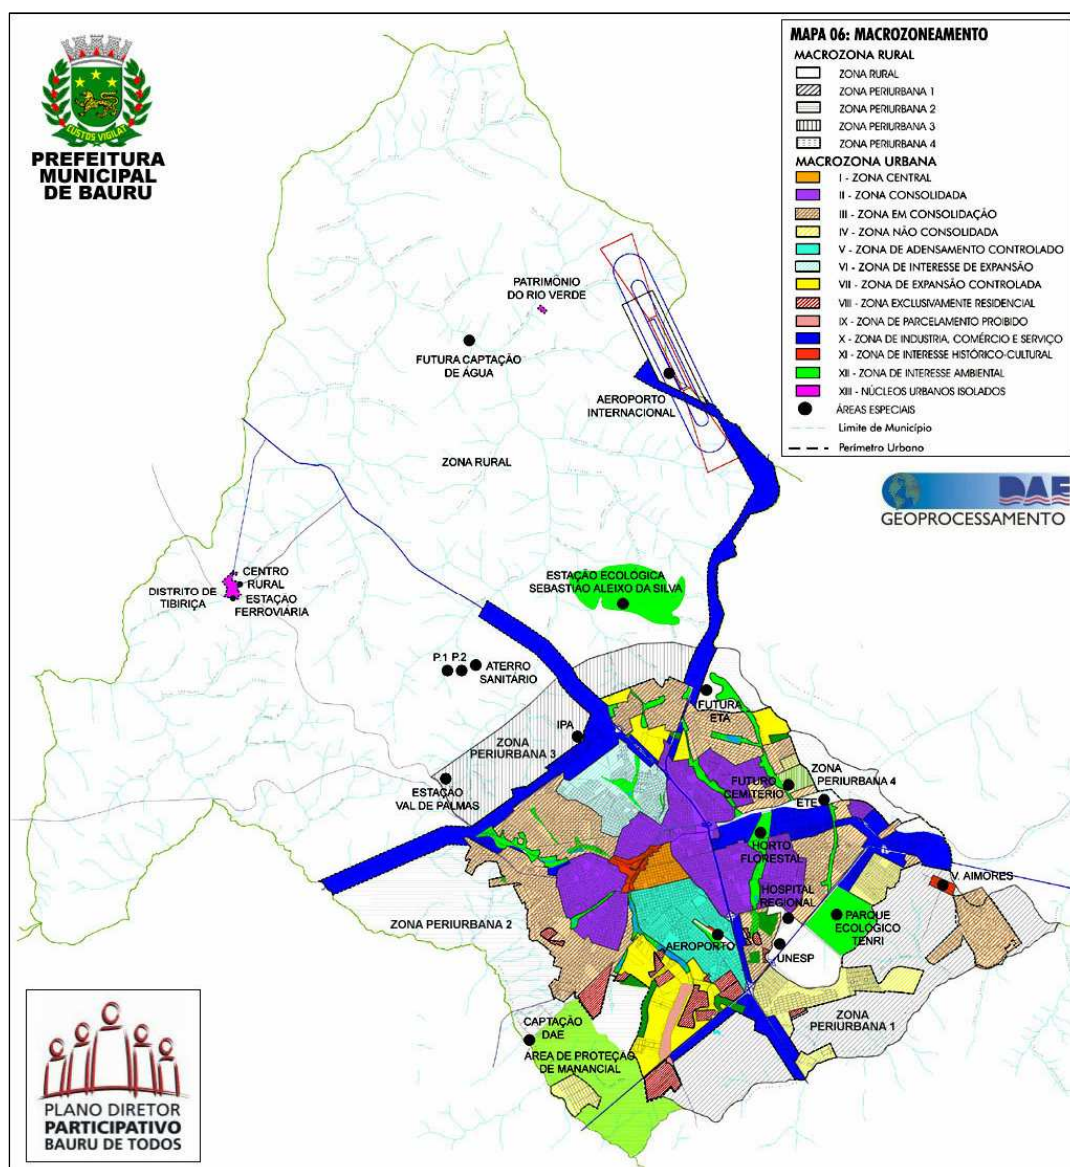 CUSTOS VIGILAT
PREFEITURA
MUNICIPAL
DE BAURU
MAPA 06: MACROZONEAMENTO
MACROZONA RURAL
ZONA RURAL
ZONA PERIURBANA 1
ZONA PERIURBANA 2
ZONA PERIURBANA 3
ZONA PERIURBANA 4
MACROZONA URBANA
I - ZONA CENTRAL
II - ZONA CONSOLIDADA
III - ZONA EM CONSOLIDAÇÃO
IV - ZONA NÃO CONSOLIDADA
V - ZONA DE ADENSAMENTO CONTROLADO
VI - ZONA DE INTERESSE DE EXPANSÃO
VII - ZONA DE EXPANSÃO CONTROLADA
VIII - ZONA EXCLUSIVAMENTE RESIDENCIAL
IX - ZONA DE PARCELAMENTO PROIBIDO
X - ZONA DE INDUSTRIA, COMÉRCIO E SERVIÇO
XI - ZONA DE INTERESSE HISTÓRICO-CULTURAL
XII - ZONA DE INTERESSE AMBIENTAL
XIII - NÚCLEOS URBANOS ISOLADOS
ÁREAS ESPECIAIS
Limite de Município
Perímetro Urbano
DAE
GEOPROCESSAMENTO
PATRIMÔNIO
DO RIO VERDE
FUTURA CAPTAÇÃO
DE ÁGUA
AEROPORTO
INTERNACIONAL
ZONA RURAL
ESTAÇÃO ECOLÓGICA
SEBASTIÃO ALEIXO DA SILVA
CENTRO
RURAL
DISTRITO DE
TIBIRIÇA
ESTAÇÃO
FERROVIÁRIA
P.1 P.2
ATERRO
SANITÁRIO
FUTURA
ETA
IPA
ZONA
PERIURBANA 3
ESTAÇÃO
VAL DE PALMAS
ZONA
PERIURBANA 4
FUTURO
CEMITÉRIO
ETE
HORTO
FLORESTAL
V. AIMORES
HOSPITAL
REGIONAL
PARQUE
ECOLÓGICO
TENRI
ZONA PERIURBANA 2
AEROPORTO
UNESP
ZONA
PERIURBANA 1
CAPTAÇÃO
DAE
ÁREA DE PROTEÇÃO
DE MANANCIAL
PLANO DIRETOR
PARTICIPATIVO
BAURU DE TODOS